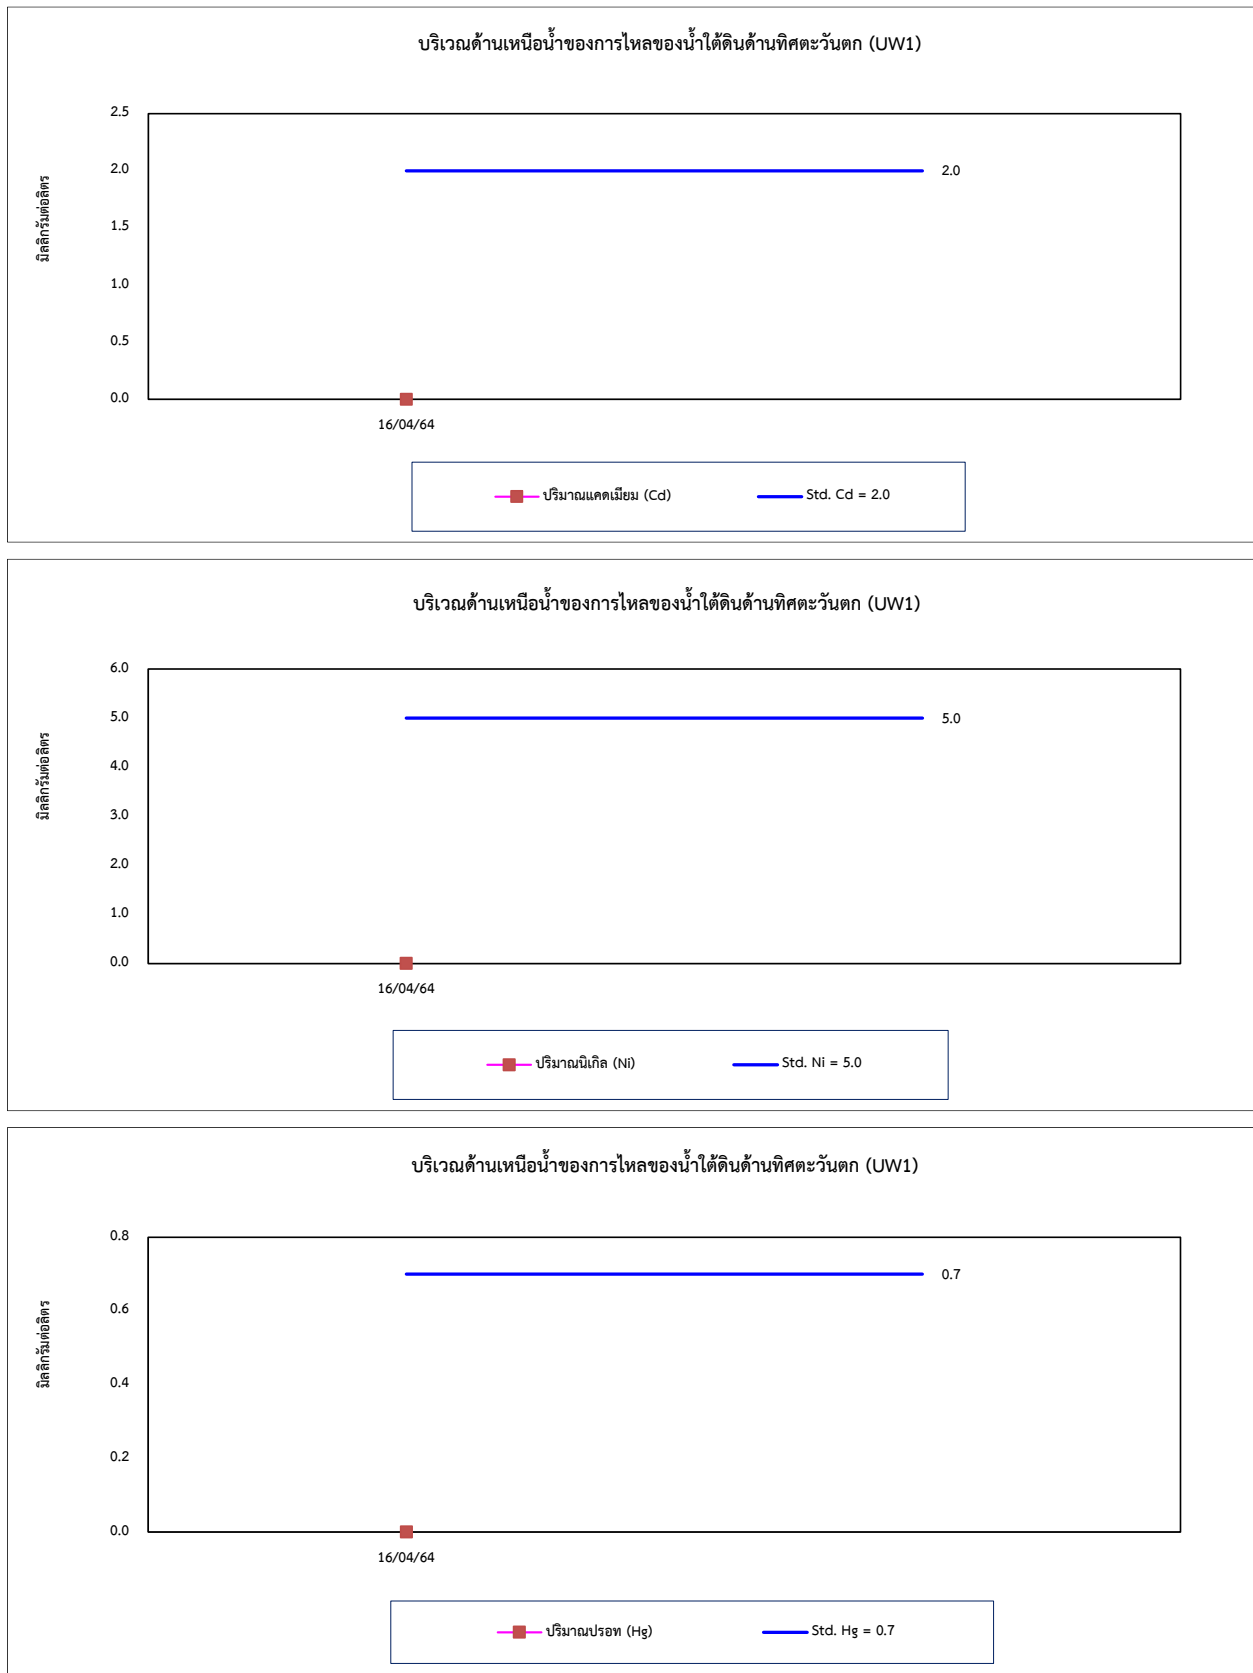 บริเวณด้านเหนือน้ำของการไหลของน้ำใต้ดินด้านทิศตะวันตก (UW1)
มิลลิกรัมต่อลิตร
2.5
2.0
1.5
1.0
0.5
0.0
2.0
16/04/64
ปริมาณแคดเมียม (Cd) Std. Cd = 2.0
บริเวณด้านเหนือน้ำของการไหลของน้ำใต้ดินด้านทิศตะวันตก (UW1)
มิลลิกรัมต่อลิตร
6.0
5.0
4.0
3.0
2.0
1.0
0.0
5.0
16/04/64
ปริมาณนิเกิล (Ni) Std. Ni = 5.0
บริเวณด้านเหนือน้ำของการไหลของน้ำใต้ดินด้านทิศตะวันตก (UW1)
มิลลิกรัมต่อลิตร
0.8
0.6
0.4
0.2
0.0
0.7
16/04/64
ปริมาณปรอท (Hg) Std. Hg = 0.7